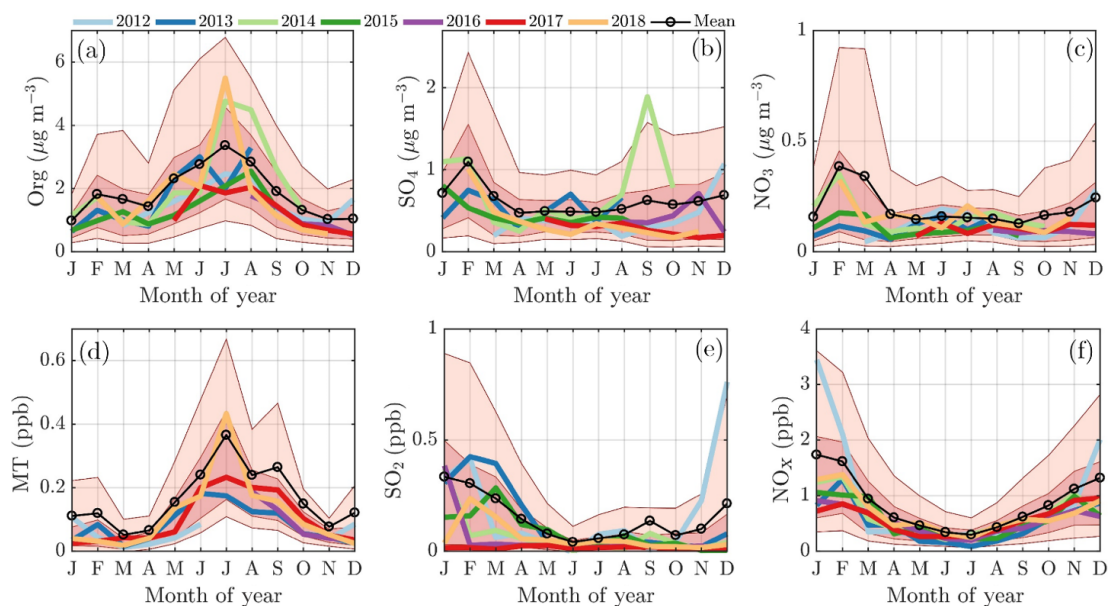 2012 2013 2014 2015 2016 2017 2018 Mean
(a) (b) (c)
Org (μg m⁻³)
6
4
2
0
J F M A M J J A S O N D
Month of year
SO₄ (μg m⁻³)
2
1
0
J F M A M J J A S O N D
Month of year
NO₃ (μg m⁻³)
1
0.5
0
J F M A M J J A S O N D
Month of year
(d) (e) (f)
MT (ppb)
0.6
0.4
0.2
0
J F M A M J J A S O N D
Month of year
SO₂ (ppb)
1
0.5
0
J F M A M J J A S O N D
Month of year
NOx (ppb)
4
3
2
1
0
J F M A M J J A S O N D
Month of year